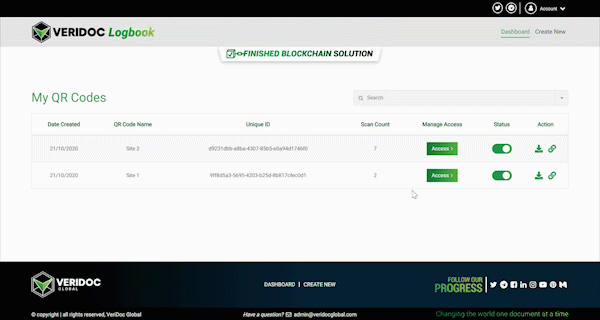 Account
VERIDOC Logbook
Dashboard Create New
FINISHED BLOCKCHAIN SOLUTION
My QR Codes
Search
Date Created QR Code Name Unique ID Scan Count Manage Access Status Action
21/10/2020 Site 2 d9231dbb-a8ba-4307-85b5-e0a94d1746f0 7 Access >
21/10/2020 Site 1 9ff8d5a3-5695-4203-b25d-8b817cfec0d1 2 Access >
VERIDOC
GLOBAL
DASHBOARD | CREATE NEW
FOLLOW OUR
PROGRESS
© copyright | all rights reserved, VeriDoc Global
Have a question? admin@veridocglobal.com
Changing the world one document at a time